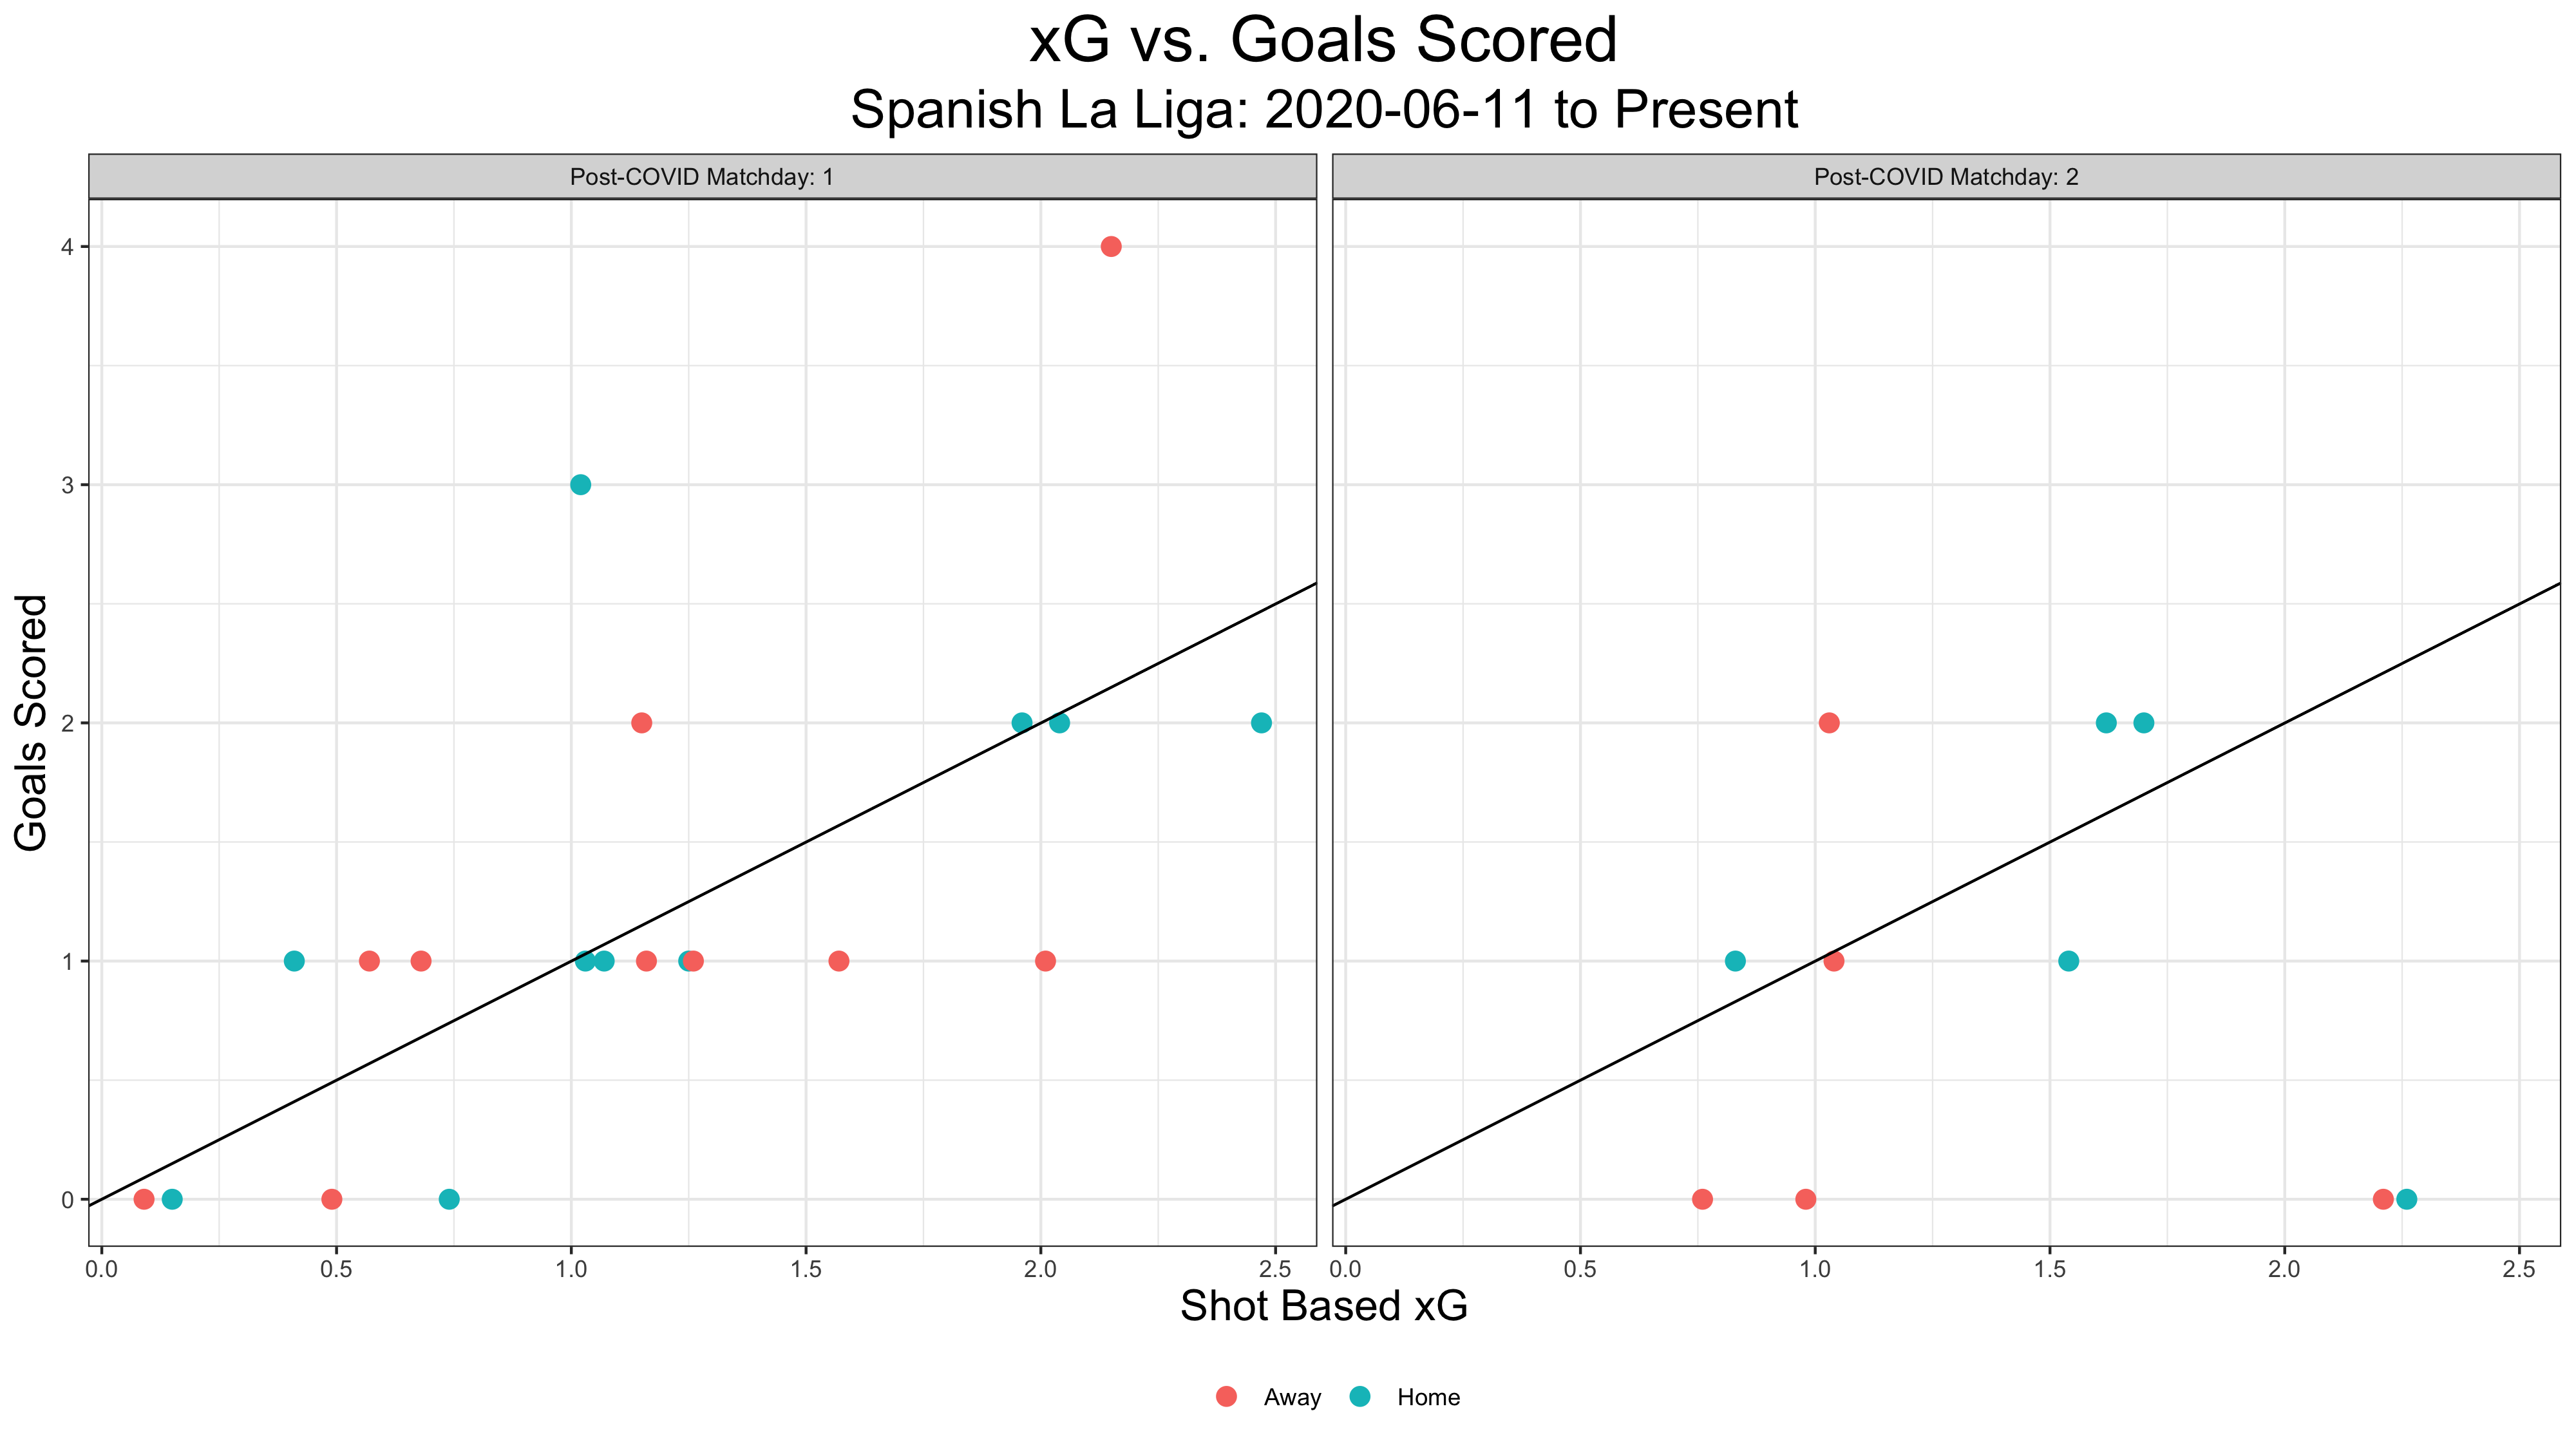 xG vs. Goals Scored
Spanish La Liga: 2020-06-11 to Present
Post-COVID Matchday: 1
Post-COVID Matchday: 2
Goals Scored
4
3
2
1
0
0.0 0.5 1.0 1.5 2.0 2.5
0.0 0.5 1.0 1.5 2.0 2.5
Shot Based xG
Away Home